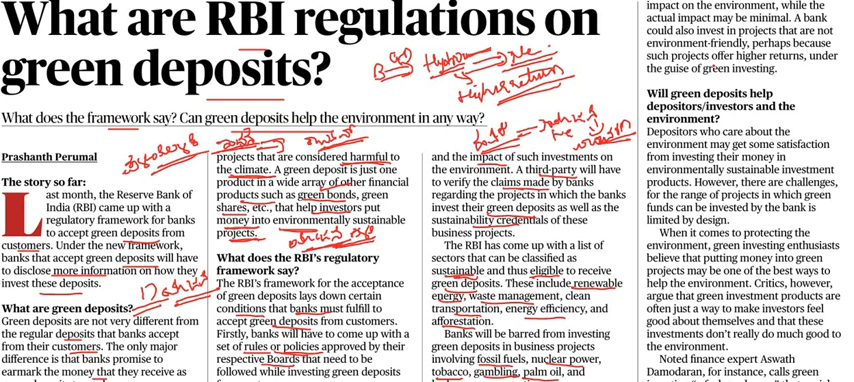 What are RBI regulations on
green deposits?
What does the framework say? Can green deposits help the environment in any way?
Prashanth Perumal
The story so far:
Last month, the Reserve Bank of
India (RBI) came up with a
regulatory framework for banks
to accept green deposits from
customers. Under the new framework,
banks that accept green deposits will have
to disclose more information on how they
invest these deposits.
What are green deposits?
Green deposits are not very different from
the regular deposits that banks accept
from their customers. The only major
difference is that banks promise to
earmark the money that they receive as
projects that are considered harmful to
the climate. A green deposit is just one
product in a wide array of other financial
products such as green bonds, green
shares, etc., that help investors put
money into environmentally sustainable
projects.
What does the RBI's regulatory
framework say?
The RBI's framework for the acceptance
of green deposits lays down certain
conditions that banks must fulfill to
accept green deposits from customers.
Firstly, banks will have to come up with a
set of rules or policies approved by their
respective Boards that need to be
followed while investing green deposits
and the impact of such investments on
the environment. A third-party will have
to verify the claims made by banks
regarding the projects in which the banks
invest their green deposits as well as the
sustainability credentials of these
business projects.
The RBI has come up with a list of
sectors that can be classified as
sustainable and thus eligible to receive
green deposits. These include renewable
energy, waste management, clean
transportation, energy efficiency, and
afforestation.
Banks will be barred from investing
green deposits in business projects
involving fossil fuels, nuclear power,
tobacco, gambling, palm oil, and
impact on the environment, while the
actual impact may be minimal. A bank
could also invest in projects that are not
environment-friendly, perhaps because
such projects offer higher returns, under
the guise of green investing.
Will green deposits help
depositors/investors and the
environment?
Depositors who care about the
environment may get some satisfaction
from investing their money in
environmentally sustainable investment
products. However, there are challenges,
for the range of projects in which green
funds can be invested by the bank is
limited by design.
When it comes to protecting the
environment, green investing enthusiasts
believe that putting money into green
projects may be one of the best ways to
help the environment. Critics, however,
argue that green investment products are
often just a way to make investors feel
good about themselves and that these
investments don't really do much good to
the environment.
Noted finance expert Aswath
Damodaran, for instance, calls green